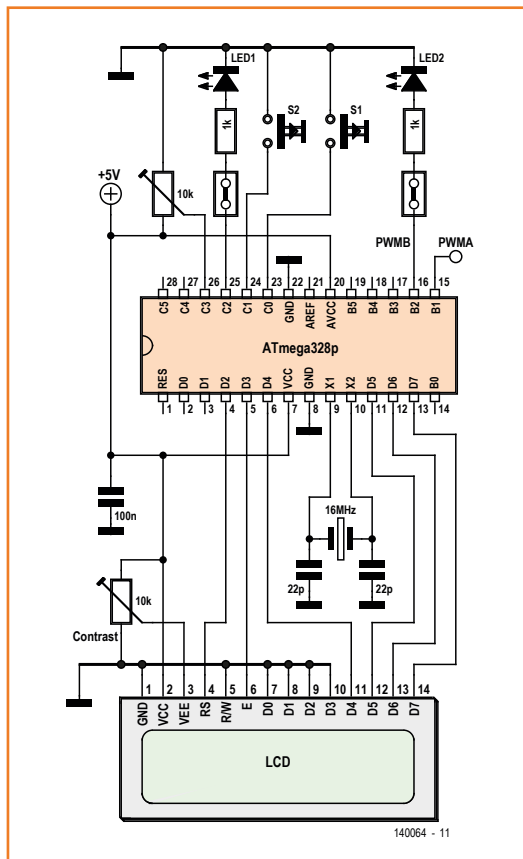 LED1
LED2
S2
S1
1k
1k
+5V
10k
PWMB
PWMA
28 27 26 25 24 23 22 21 20 19 18 17 16 15
C5 C4 C3 C2 C1 C0 GND AREF AVCC B5 B4 B3 B2 B1
ATmega328p
RES D0 D1 D2 D3 D4 VCC GND X1 X2 D5 D6 D7 B0
1 2 3 4 5 6 7 8 9 10 11 12 13 14
100n
16MHz
22p
22p
10k
Contrast
1 2 3 4 5 6 7 8 9 10 11 12 13 14
GND VCC VEE RS R/W E D0 D1 D2 D3 D4 D5 D6 D7
LCD
140064 - 11